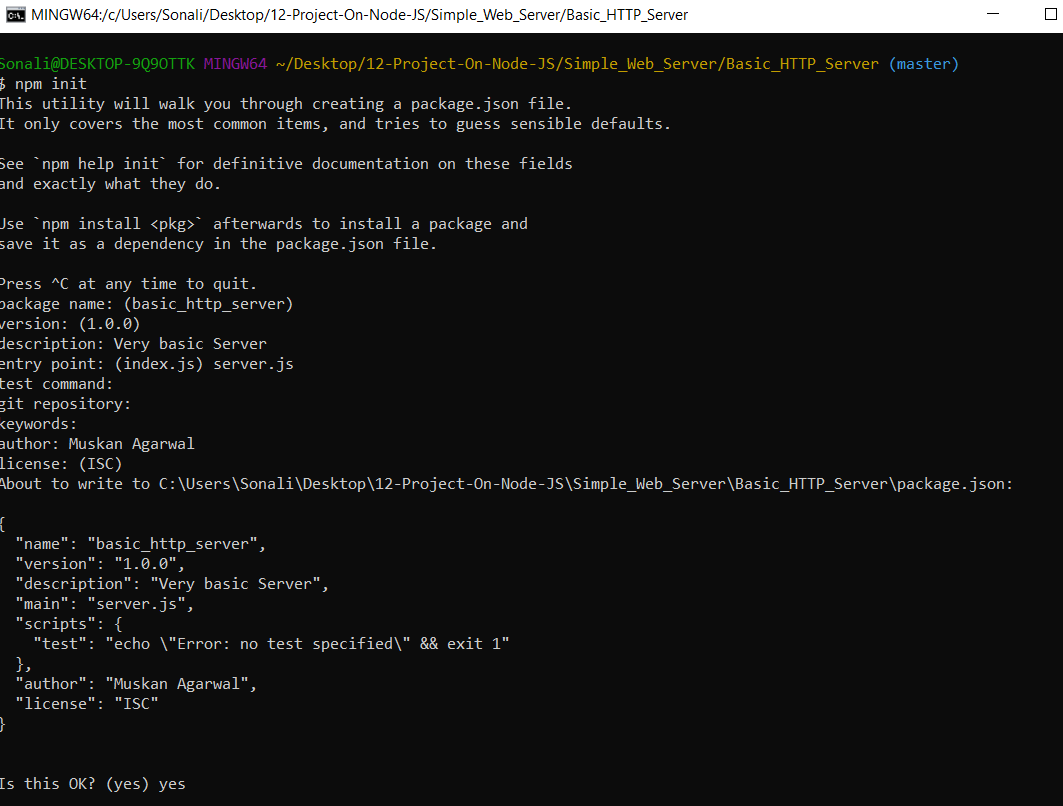 MINGW64:/c/Users/Sonali/Desktop/12-Project-On-Node-JS/Simple_Web_Server/Basic_HTTP_Server
Sonali@DESKTOP-9Q9OTTK MINGW64 ~/Desktop/12-Project-On-Node-JS/Simple_Web_Server/Basic_HTTP_Server (master)
$ npm init
This utility will walk you through creating a package.json file.
It only covers the most common items, and tries to guess sensible defaults.

See `npm help init` for definitive documentation on these fields
and exactly what they do.

Use `npm install <pkg>` afterwards to install a package and
save it as a dependency in the package.json file.

Press ^C at any time to quit.
package name: (basic_http_server)
version: (1.0.0)
description: Very basic Server
entry point: (index.js) server.js
test command:
git repository:
keywords:
author: Muskan Agarwal
license: (ISC)
About to write to C:\Users\Sonali\Desktop\12-Project-On-Node-JS\Simple_Web_Server\Basic_HTTP_Server\package.json:

{
  "name": "basic_http_server",
  "version": "1.0.0",
  "description": "Very basic Server",
  "main": "server.js",
  "scripts": {
    "test": "echo \"Error: no test specified\" && exit 1"
  },
  "author": "Muskan Agarwal",
  "license": "ISC"
}

Is this OK? (yes) yes